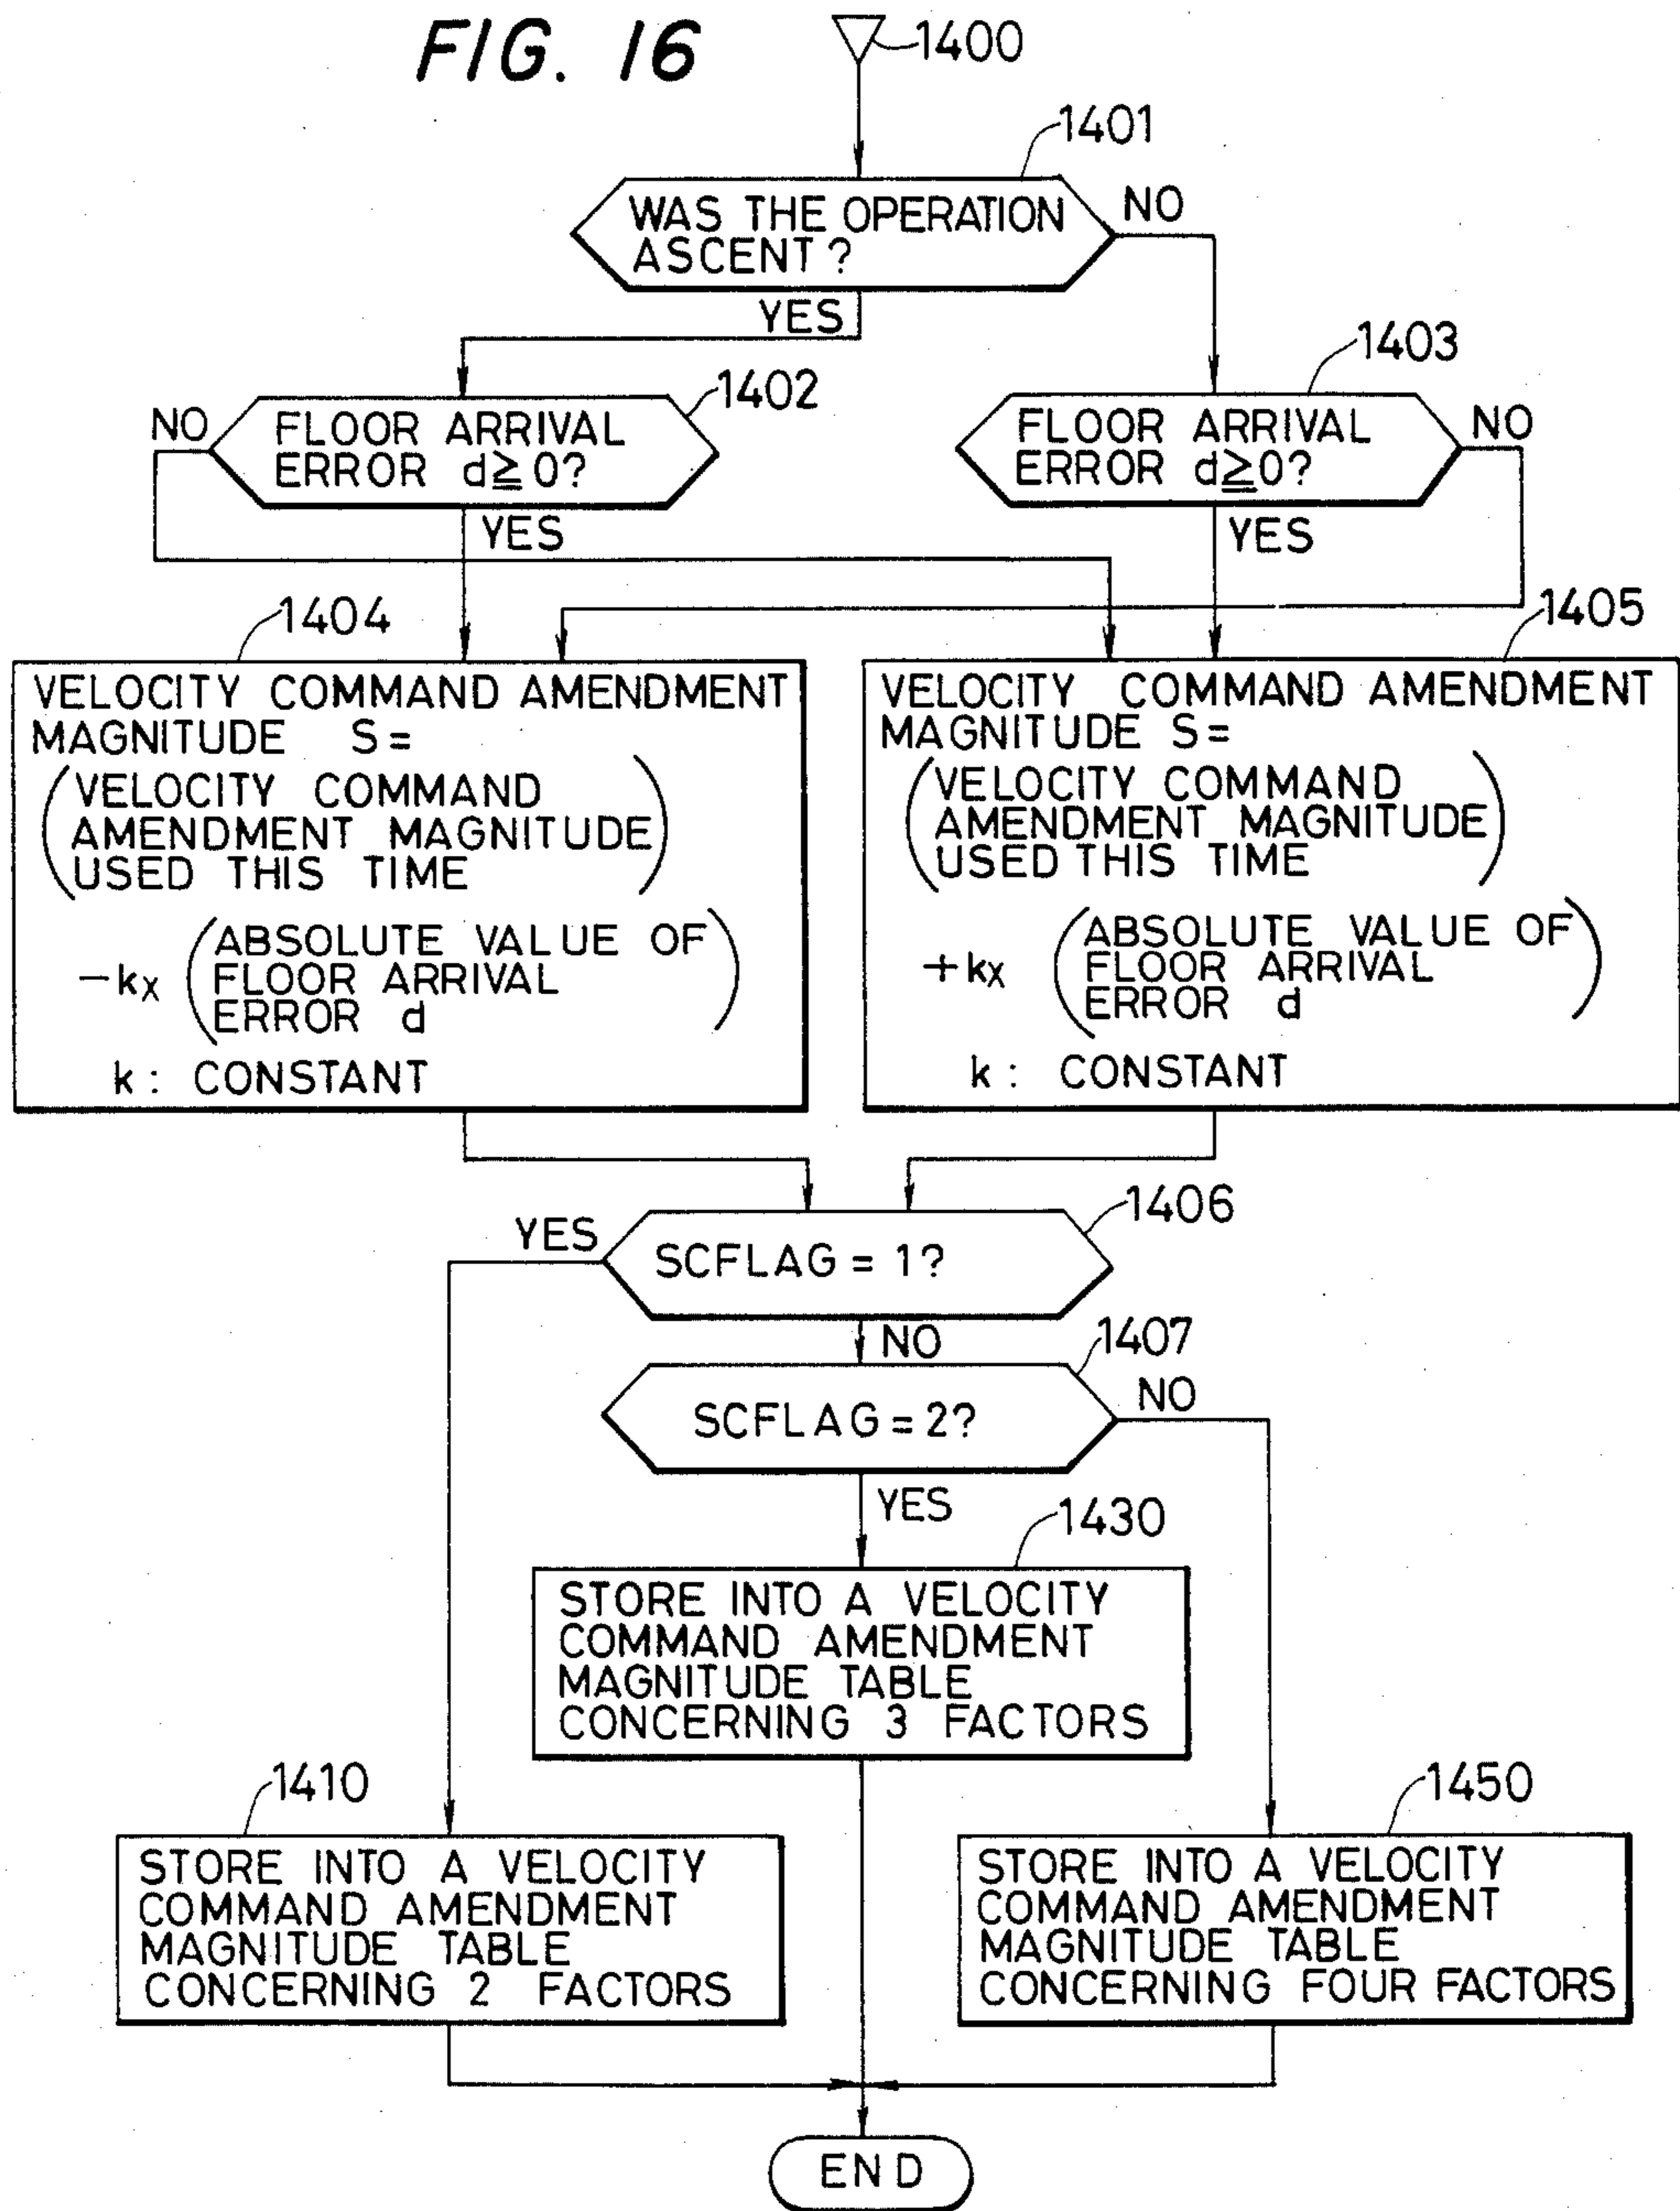 FIG. 16
1400
1401
WAS THE OPERATION
ASCENT?
NO
YES
1402
FLOOR ARRIVAL
ERROR d≧0?
NO
YES
1403
FLOOR ARRIVAL
ERROR d≧0?
NO
YES
1404
VELOCITY COMMAND AMENDMENT
MAGNITUDE S=
(VELOCITY COMMAND
AMENDMENT MAGNITUDE
USED THIS TIME)
−kx (ABSOLUTE VALUE OF
FLOOR ARRIVAL
ERROR d)
k: CONSTANT
1405
VELOCITY COMMAND AMENDMENT
MAGNITUDE S=
(VELOCITY COMMAND
AMENDMENT MAGNITUDE
USED THIS TIME)
+kx (ABSOLUTE VALUE OF
FLOOR ARRIVAL
ERROR d)
k: CONSTANT
1406
YES
SCFLAG = 1?
NO
1407
SCFLAG = 2?
NO
YES
1430
STORE INTO A VELOCITY
COMMAND AMENDMENT
MAGNITUDE TABLE
CONCERNING 3 FACTORS
1410
STORE INTO A VELOCITY
COMMAND AMENDMENT
MAGNITUDE TABLE
CONCERNING 2 FACTORS
1450
STORE INTO A VELOCITY
COMMAND AMENDMENT
MAGNITUDE TABLE
CONCERNING FOUR FACTORS
END